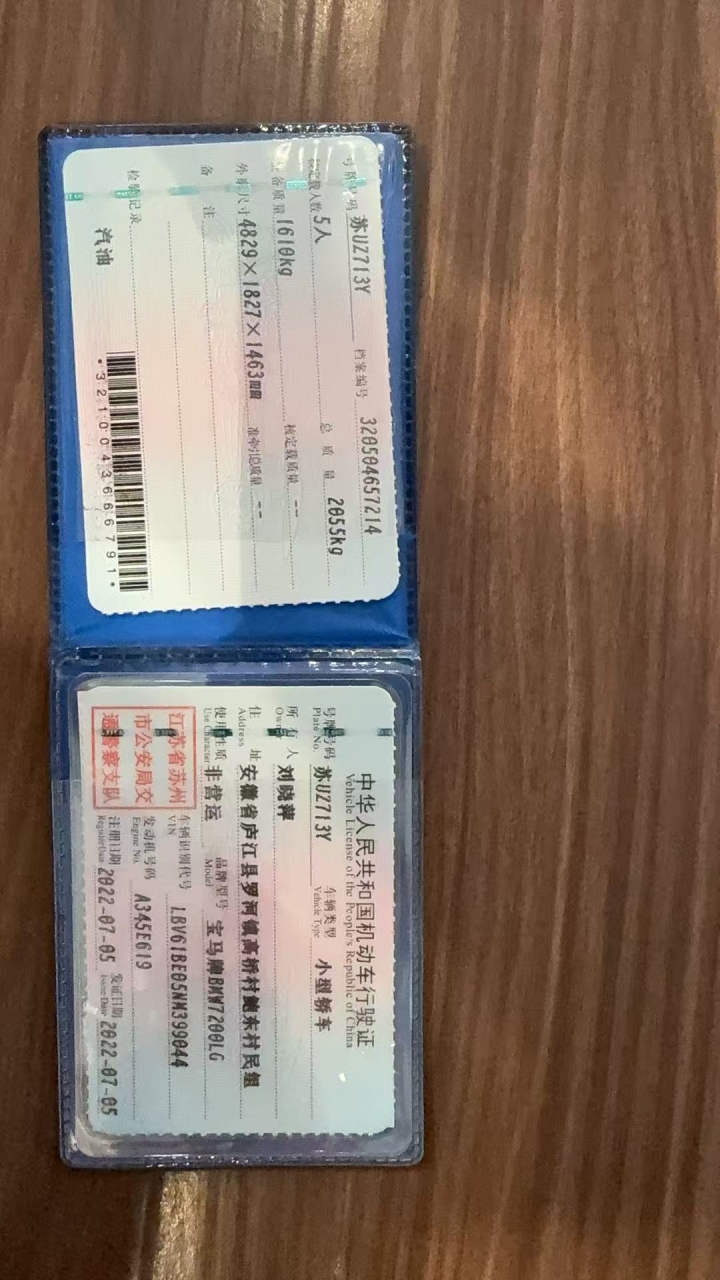 号牌号码 苏UZ713Y 档案编号 320504657214
核定载人数 5人 总质量 2055kg
整备质量 1610kg 核定载质量 --
外廓尺寸 4829×1827×1463mm 准牵引总质量 --
备注
检验记录
汽油
*3210043666791*
中华人民共和国机动车行驶证
Vehicle License of the People's Republic of China
号牌号码 苏UZ713Y 车辆类型 小型轿车
Plate No. Vehicle Type
所有人 刘晓萍
Owner
住址 安徽省庐江县罗河镇高桥村鲍东村民组
Address
使用性质 非营运 品牌型号 宝马牌BMW7200LG
Use Character Model
江苏省苏州
市公安局交
通警察支队
车辆识别代号 LBV61BE05NM399044
VIN
发动机号码 A345E619
Engine No.
注册日期 2022-07-05 发证日期 2022-07-05
Register Date Issue Date